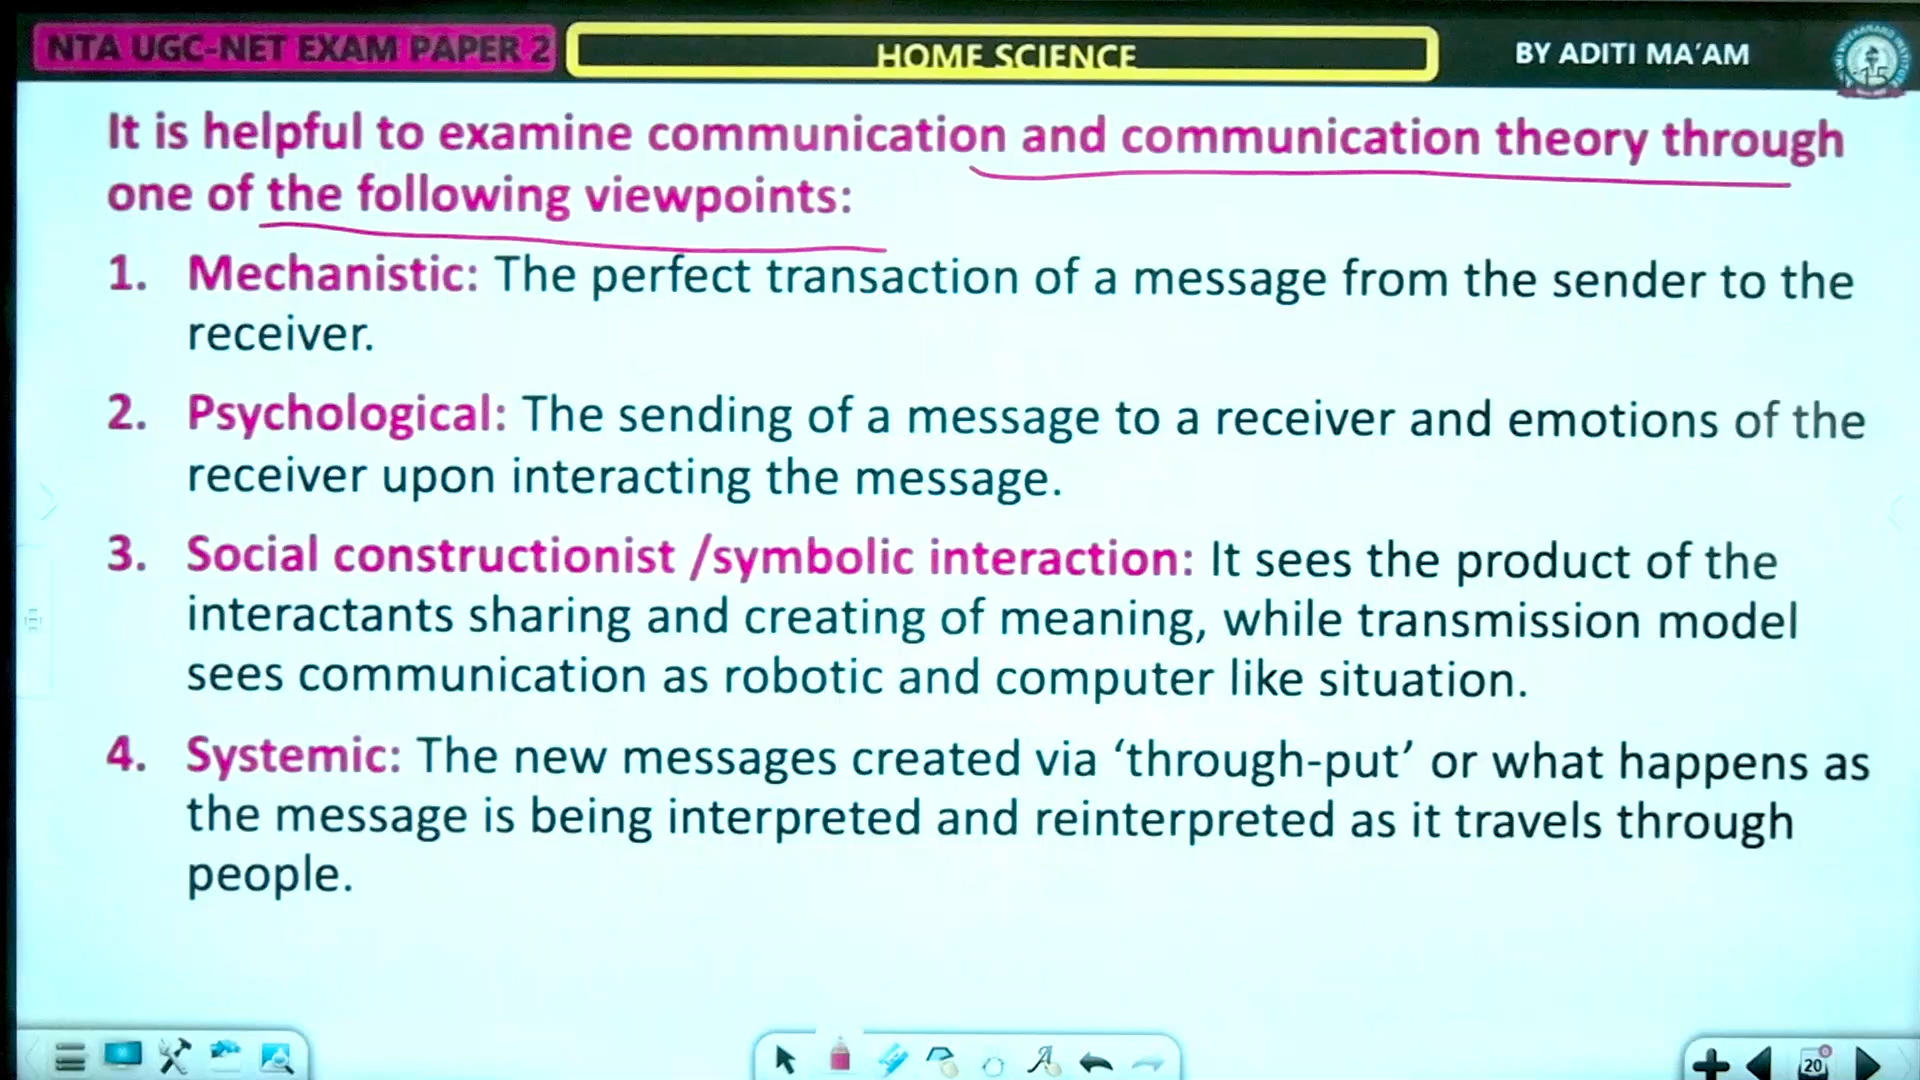 NTA UGC-NET EXAM PAPER 2
HOME SCIENCE
BY ADITI MA'AM
It is helpful to examine communication and communication theory through
one of the following viewpoints:
1. Mechanistic: The perfect transaction of a message from the sender to the
receiver.
2. Psychological: The sending of a message to a receiver and emotions of the
receiver upon interacting the message.
3. Social constructionist /symbolic interaction: It sees the product of the
interactants sharing and creating of meaning, while transmission model
sees communication as robotic and computer like situation.
4. Systemic: The new messages created via ‘through-put’ or what happens as
the message is being interpreted and reinterpreted as it travels through
people.
20